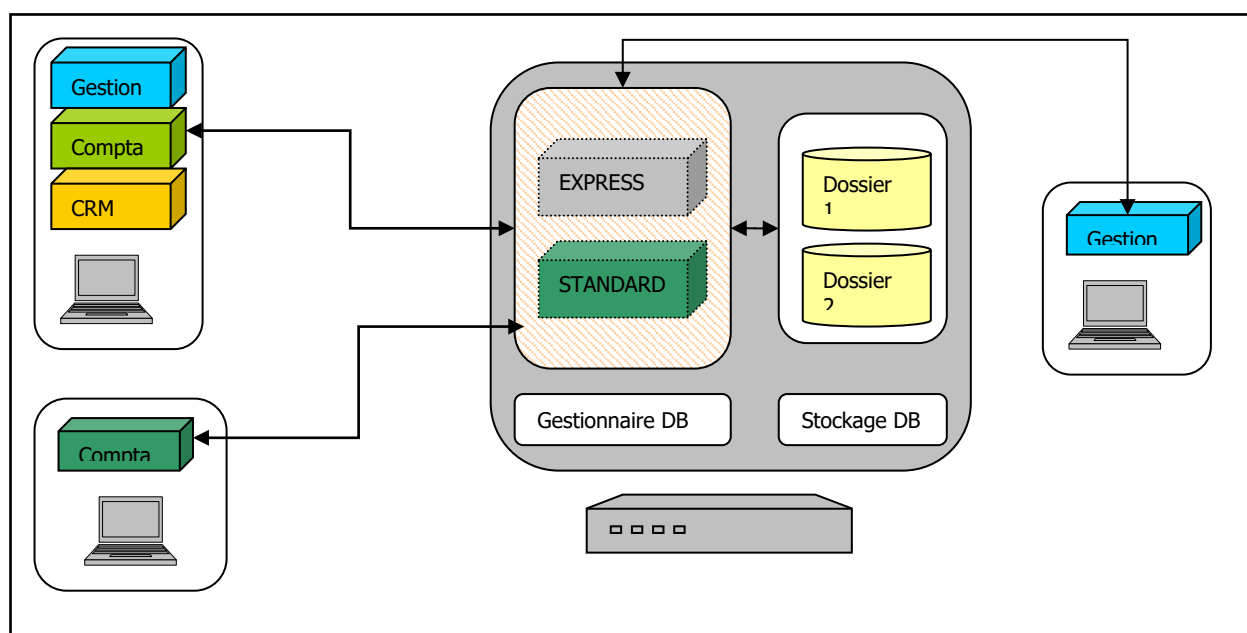 Gestion
Compta
CRM
EXPRESS
STANDARD
Dossier
1
Dossier
2
Gestion
Gestionnaire DB
Stockage DB
Compta